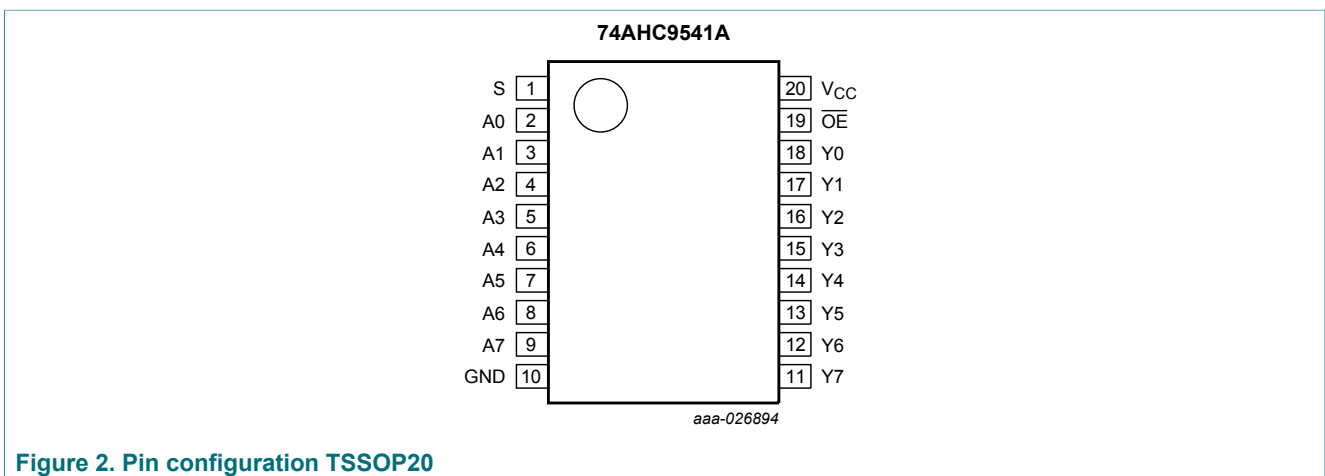 74AHC9541A
S 1 20 VCC
A0 2 19 O̅E̅
A1 3 18 Y0
A2 4 17 Y1
A3 5 16 Y2
A4 6 15 Y3
A5 7 14 Y4
A6 8 13 Y5
A7 9 12 Y6
GND 10 11 Y7
aaa-026894
Figure 2. Pin configuration TSSOP20